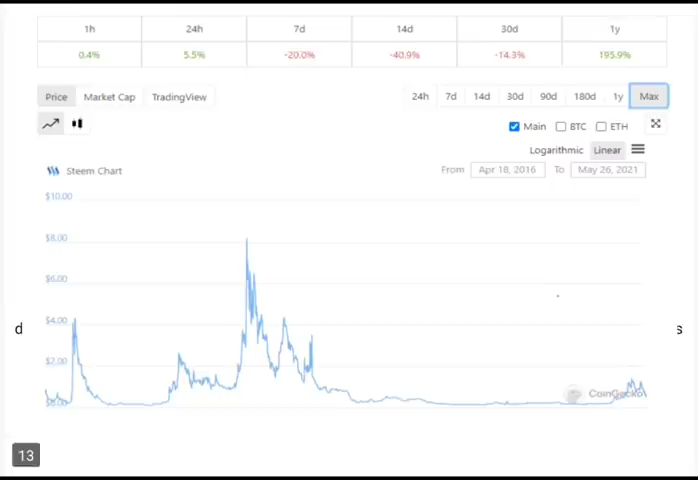 1h 24h 7d 14d 30d 1y
0.4% 5.5% -20.0% -40.9% -14.3% 195.9%
Price Market Cap TradingView 24h 7d 14d 30d 90d 180d 1y Max
Main BTC ETH
Logarithmic Linear
Steem Chart From Apr 18, 2016 To May 26, 2021
$10.00
$8.00
$6.00
$4.00
d s
$2.00
$0.00 CoinGecko
13